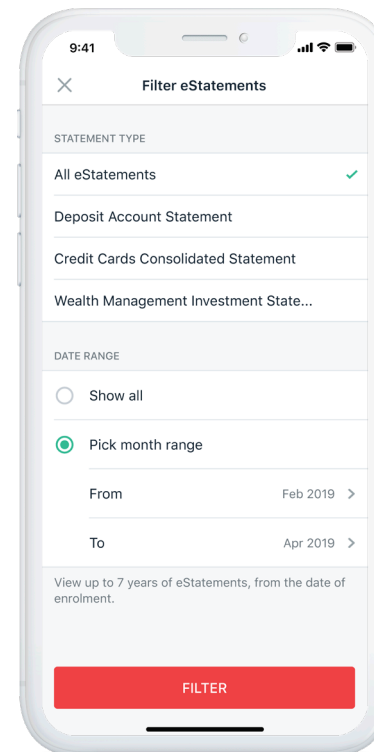 9:41
Filter eStatements
STATEMENT TYPE
All eStatements
Deposit Account Statement
Credit Cards Consolidated Statement
Wealth Management Investment State...
DATE RANGE
Show all
Pick month range
From Feb 2019
To Apr 2019
View up to 7 years of eStatements, from the date of
enrolment.
FILTER